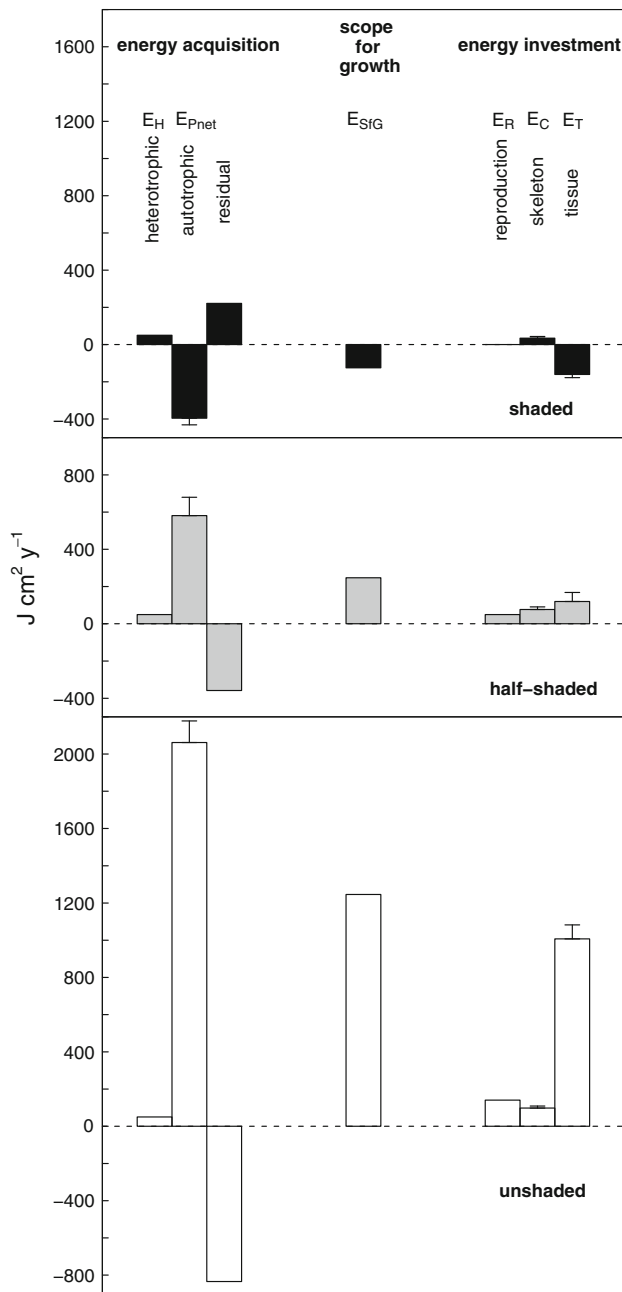 energy acquisition
scope
for
growth
energy investment
E_H
E_Pnet
E_SfG
E_R
E_C
E_T
heterotrophic
autotrophic
residual
reproduction
skeleton
tissue
1600
1200
800
400
0
−400
shaded
800
400
0
−400
half−shaded
2000
1600
1200
800
400
0
−400
−800
unshaded
J cm² y⁻¹